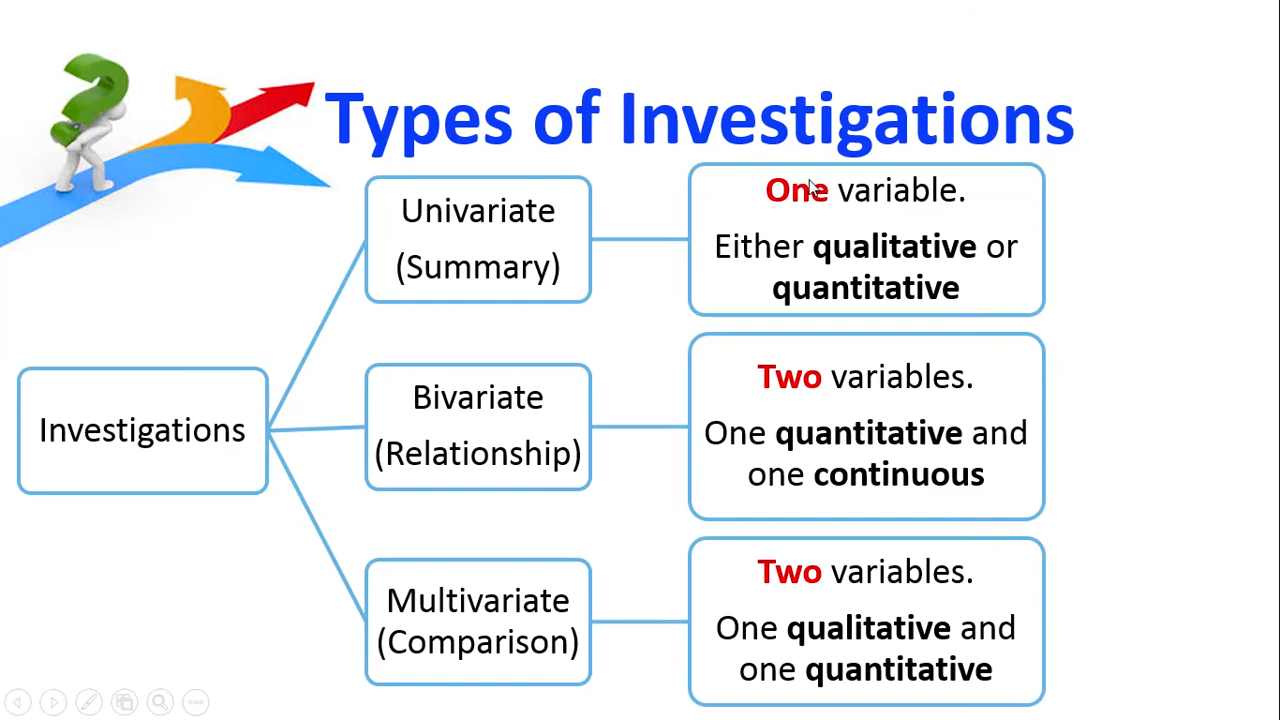 Types of Investigations
Investigations
Univariate
(Summary)
One variable.
Either qualitative or
quantitative
Bivariate
(Relationship)
Two variables.
One quantitative and
one continuous
Multivariate
(Comparison)
Two variables.
One qualitative and
one quantitative